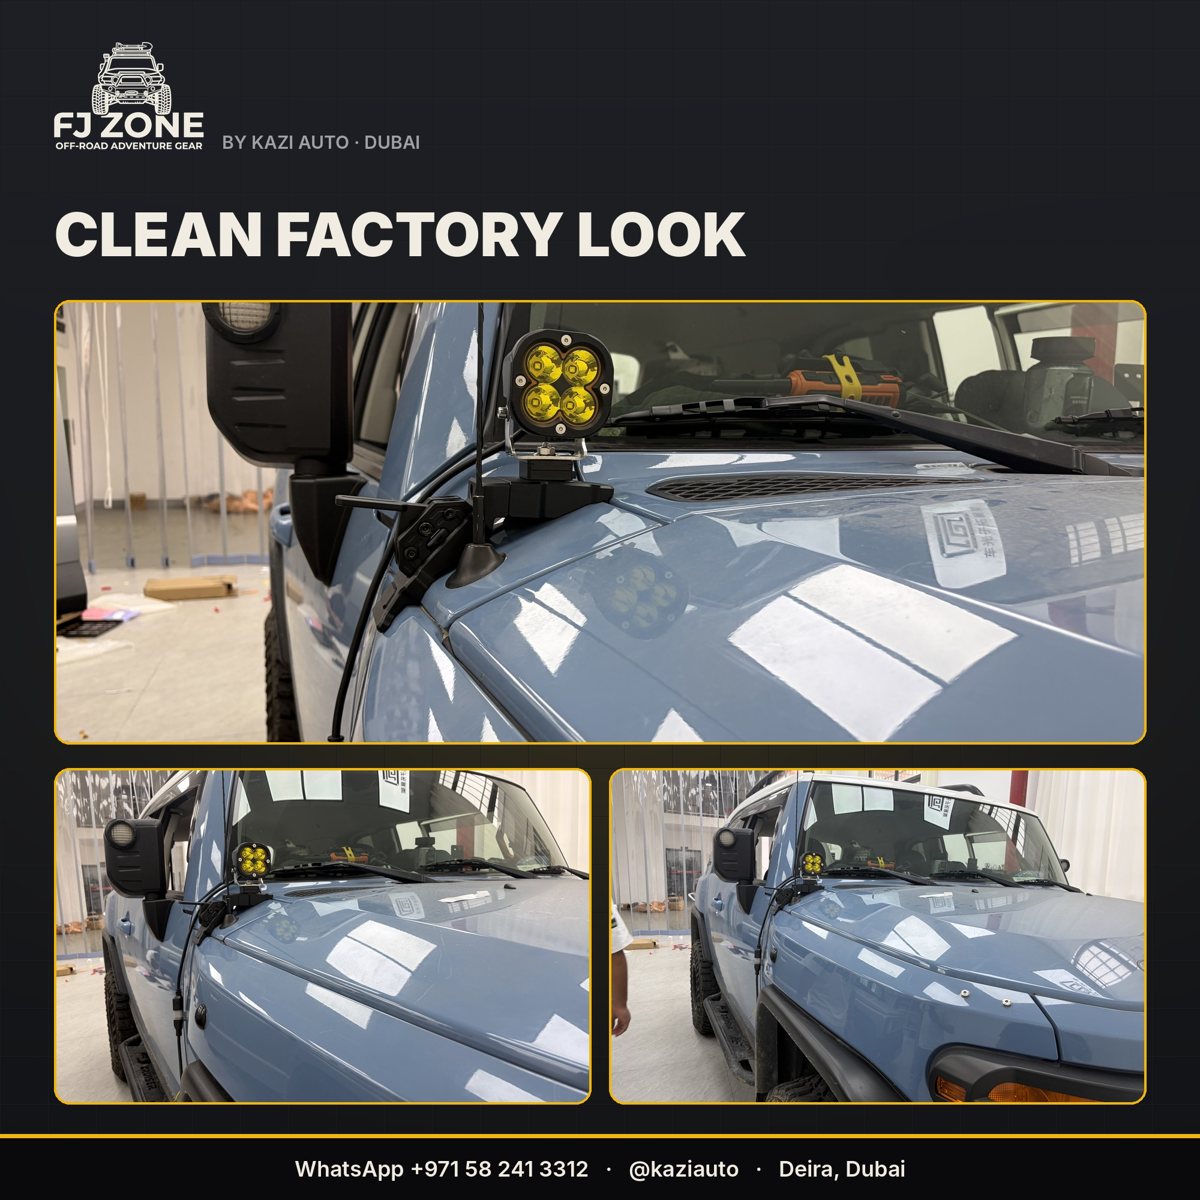 FJ ZONE
OFF-ROAD ADVENTURE GEAR
BY KAZI AUTO · DUBAI
CLEAN FACTORY LOOK
WhatsApp +971 58 241 3312 · @kaziauto · Deira, Dubai